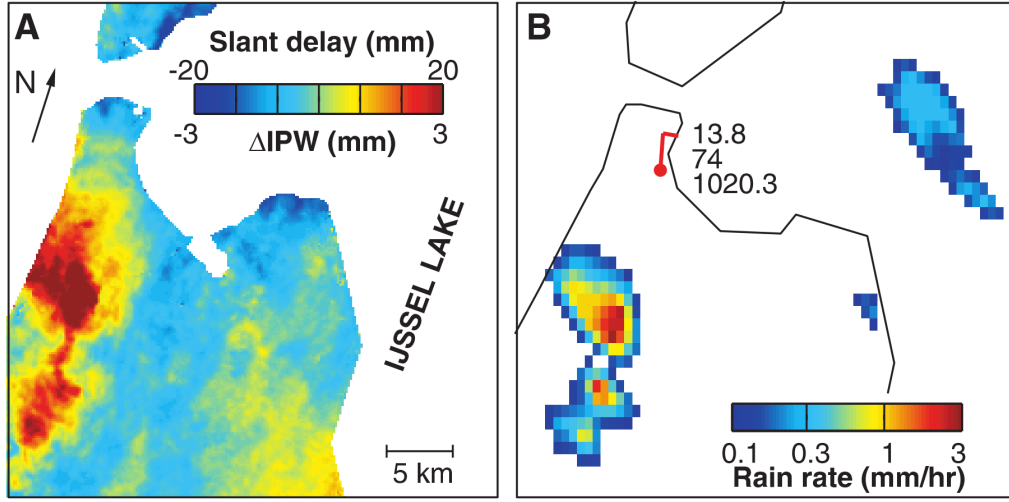 A
Slant delay (mm)
-20 20
-3 3
ΔIPW (mm)
N
IJSSEL LAKE
5 km
B
13.8
74
1020.3
0.1 0.3 1 3
Rain rate (mm/hr)